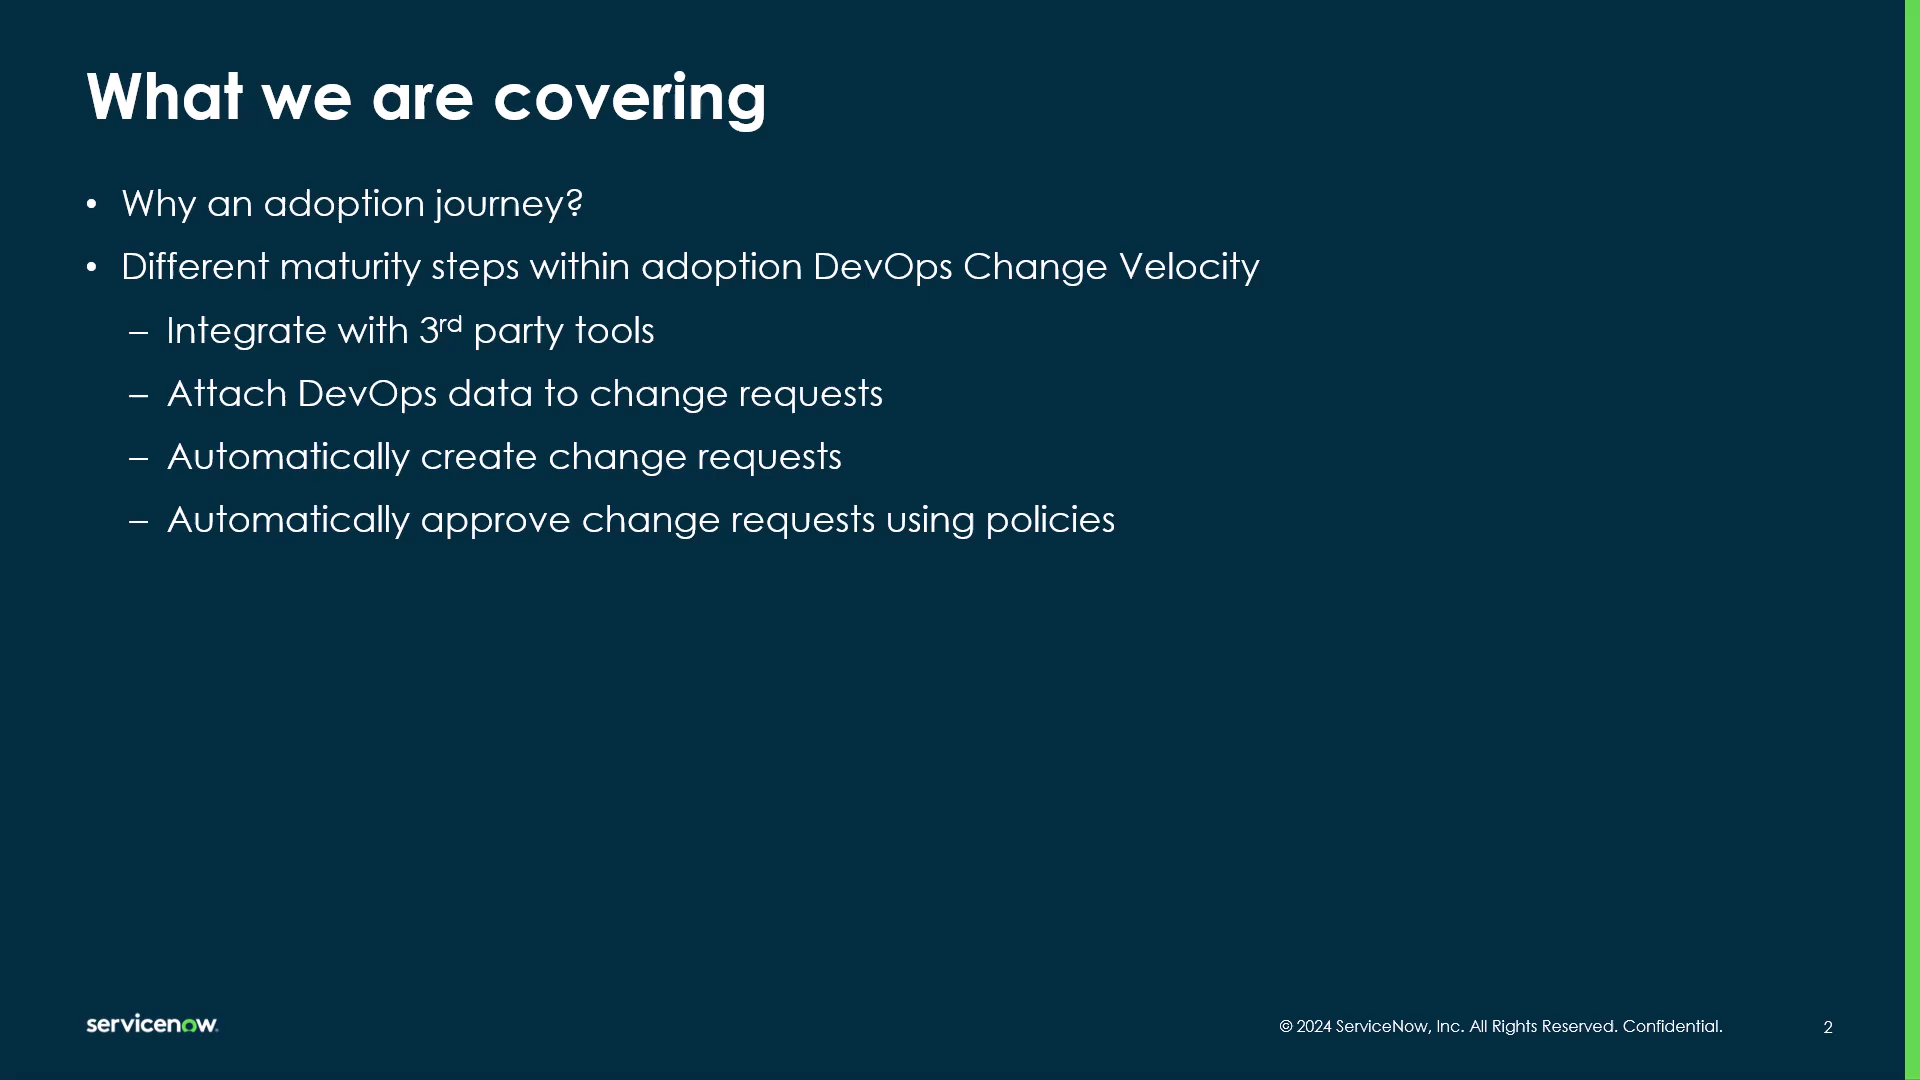 What we are covering
• Why an adoption journey?
• Different maturity steps within adoption DevOps Change Velocity
– Integrate with 3rd party tools
– Attach DevOps data to change requests
– Automatically create change requests
– Automatically approve change requests using policies
servicenow.
© 2024 ServiceNow, Inc. All Rights Reserved. Confidential.
2